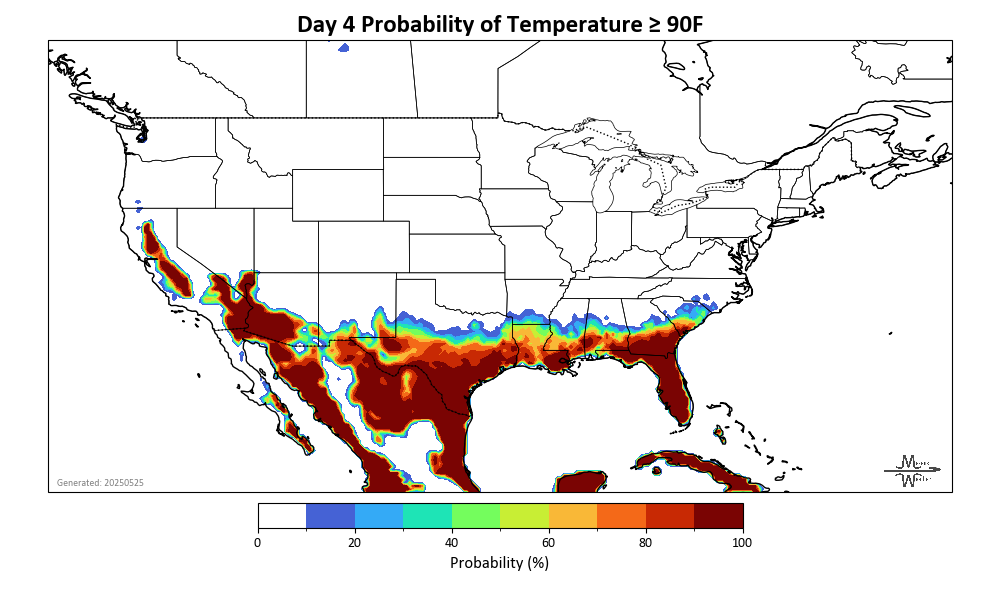 Day 4 Probability of Temperature ≥ 90F
Generated: 20250525
0 20 40 60 80 100
Probability (%)